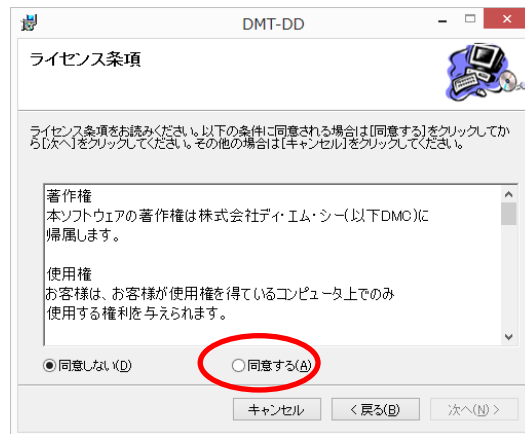 DMT-DD
ライセンス条項
ライセンス条項をお読みください。以下の条件に同意される場合は[同意する]をクリックしてか
ら[次へ]をクリックしてください。その他の場合は[キャンセル]をクリックしてください。
著作権
本ソフトウェアの著作権は株式会社ディ・エム・シー(以下DMC)に
帰属します。
使用権
お客様は、お客様が使用権を得ているコンピュータ上でのみ
使用する権利を与えられます。
同意しない(D)
同意する(A)
キャンセル
< 戻る(B)
次へ(N) >